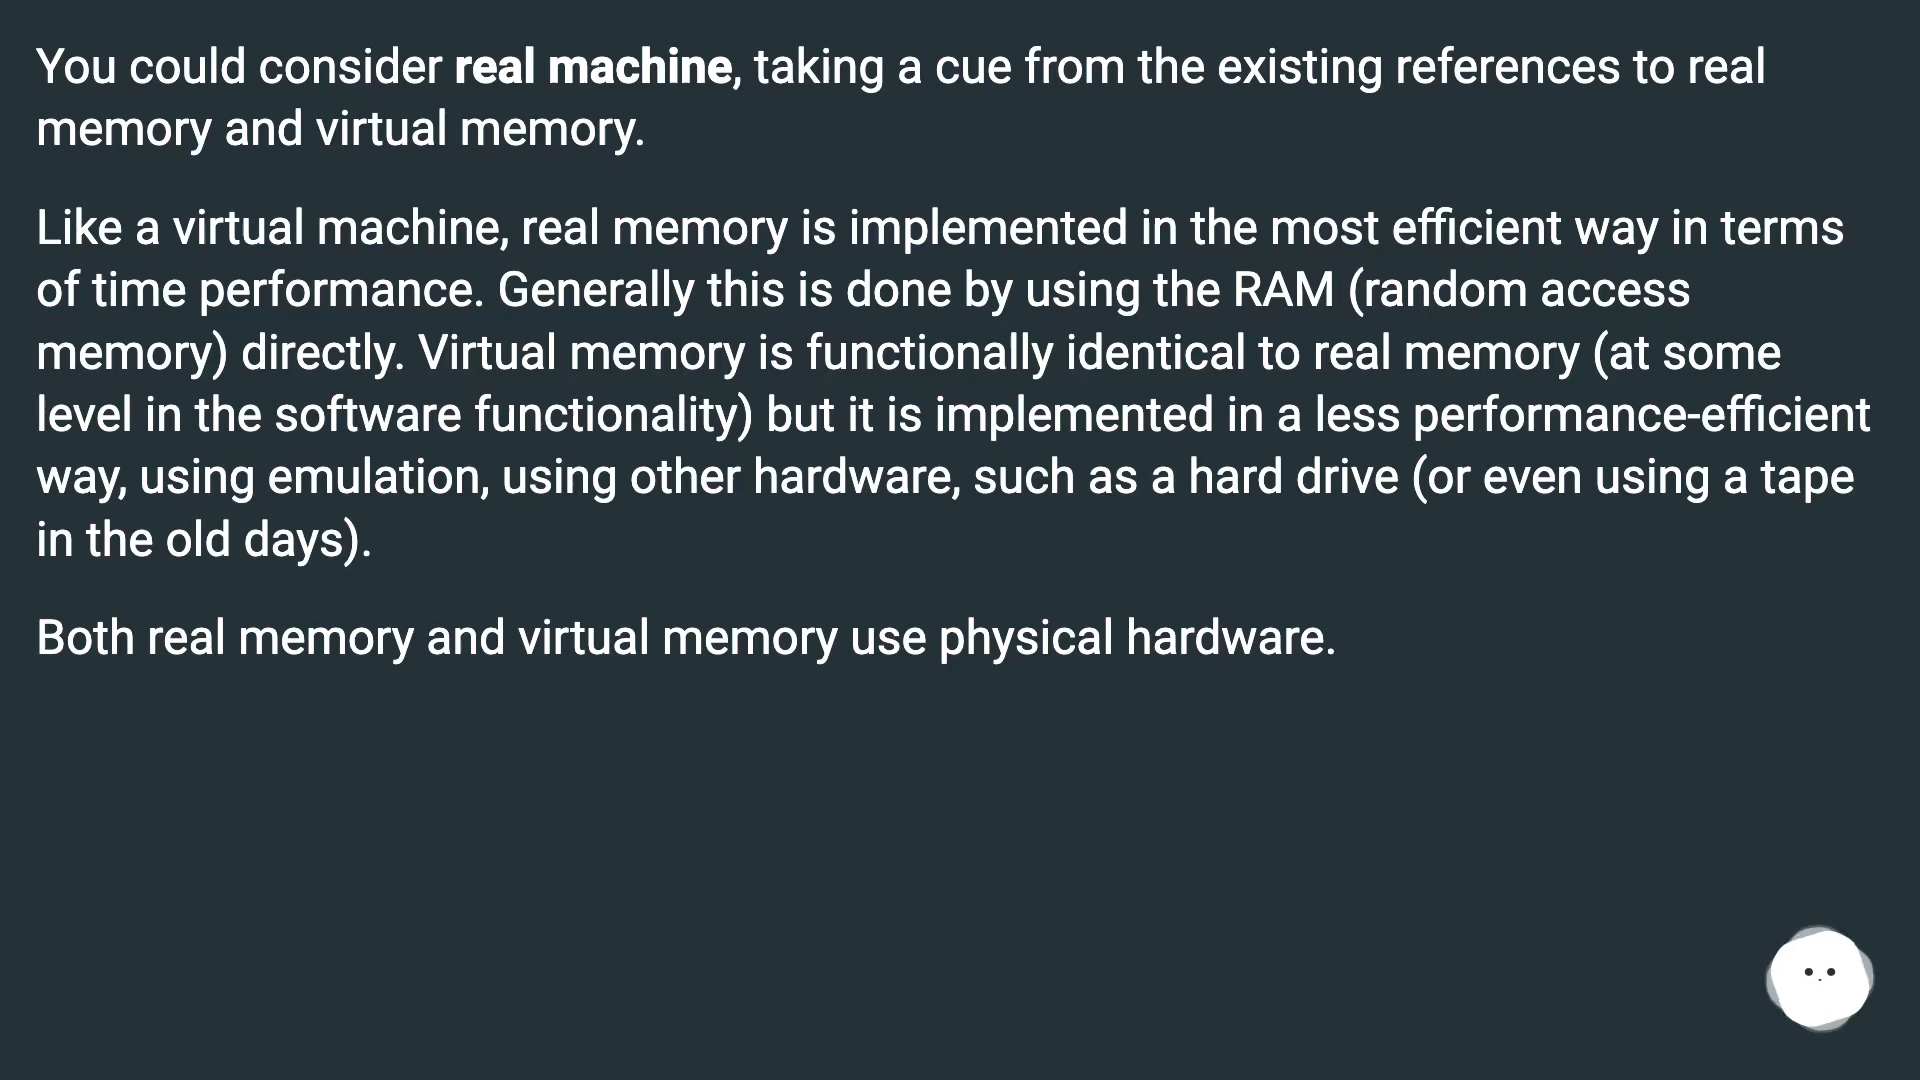 You could consider real machine, taking a cue from the existing references to real
memory and virtual memory.
Like a virtual machine, real memory is implemented in the most efficient way in terms
of time performance. Generally this is done by using the RAM (random access
memory) directly. Virtual memory is functionally identical to real memory (at some
level in the software functionality) but it is implemented in a less performance-efficient
way, using emulation, using other hardware, such as a hard drive (or even using a tape
in the old days).
Both real memory and virtual memory use physical hardware.